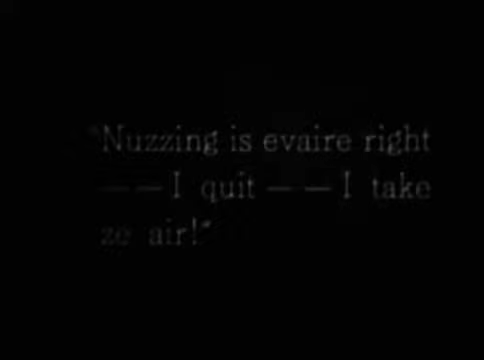 "Nuzzing is evaire right
— — I quit — — I take
ze air!"